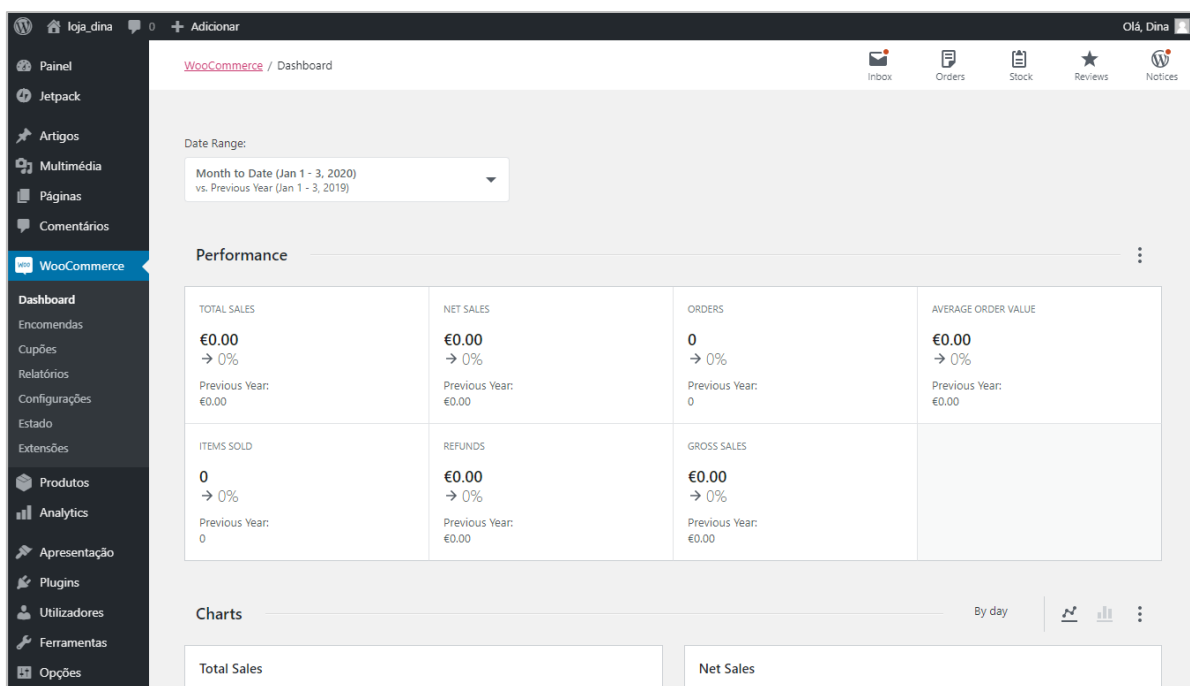 loja_dina 0 Adicionar Olá, Dina
Painel
Jetpack
Artigos
Multimédia
Páginas
Comentários
WOO WooCommerce
Dashboard
Encomendas
Cupões
Relatórios
Configurações
Estado
Extensões
Produtos
Analytics
Apresentação
Plugins
Utilizadores
Ferramentas
Opções
WooCommerce / Dashboard
Inbox Orders Stock Reviews Notices
Date Range:
Month to Date (Jan 1 - 3, 2020)
vs. Previous Year (Jan 1 - 3, 2019)
Performance
TOTAL SALES NET SALES ORDERS AVERAGE ORDER VALUE
€0.00 €0.00 0 €0.00
→ 0% → 0% → 0% → 0%
Previous Year: Previous Year: Previous Year: Previous Year:
€0.00 €0.00 0 €0.00
ITEMS SOLD REFUNDS GROSS SALES
0 €0.00 €0.00
→ 0% → 0% → 0%
Previous Year: Previous Year: Previous Year:
0 €0.00 €0.00
Charts By day
Total Sales Net Sales